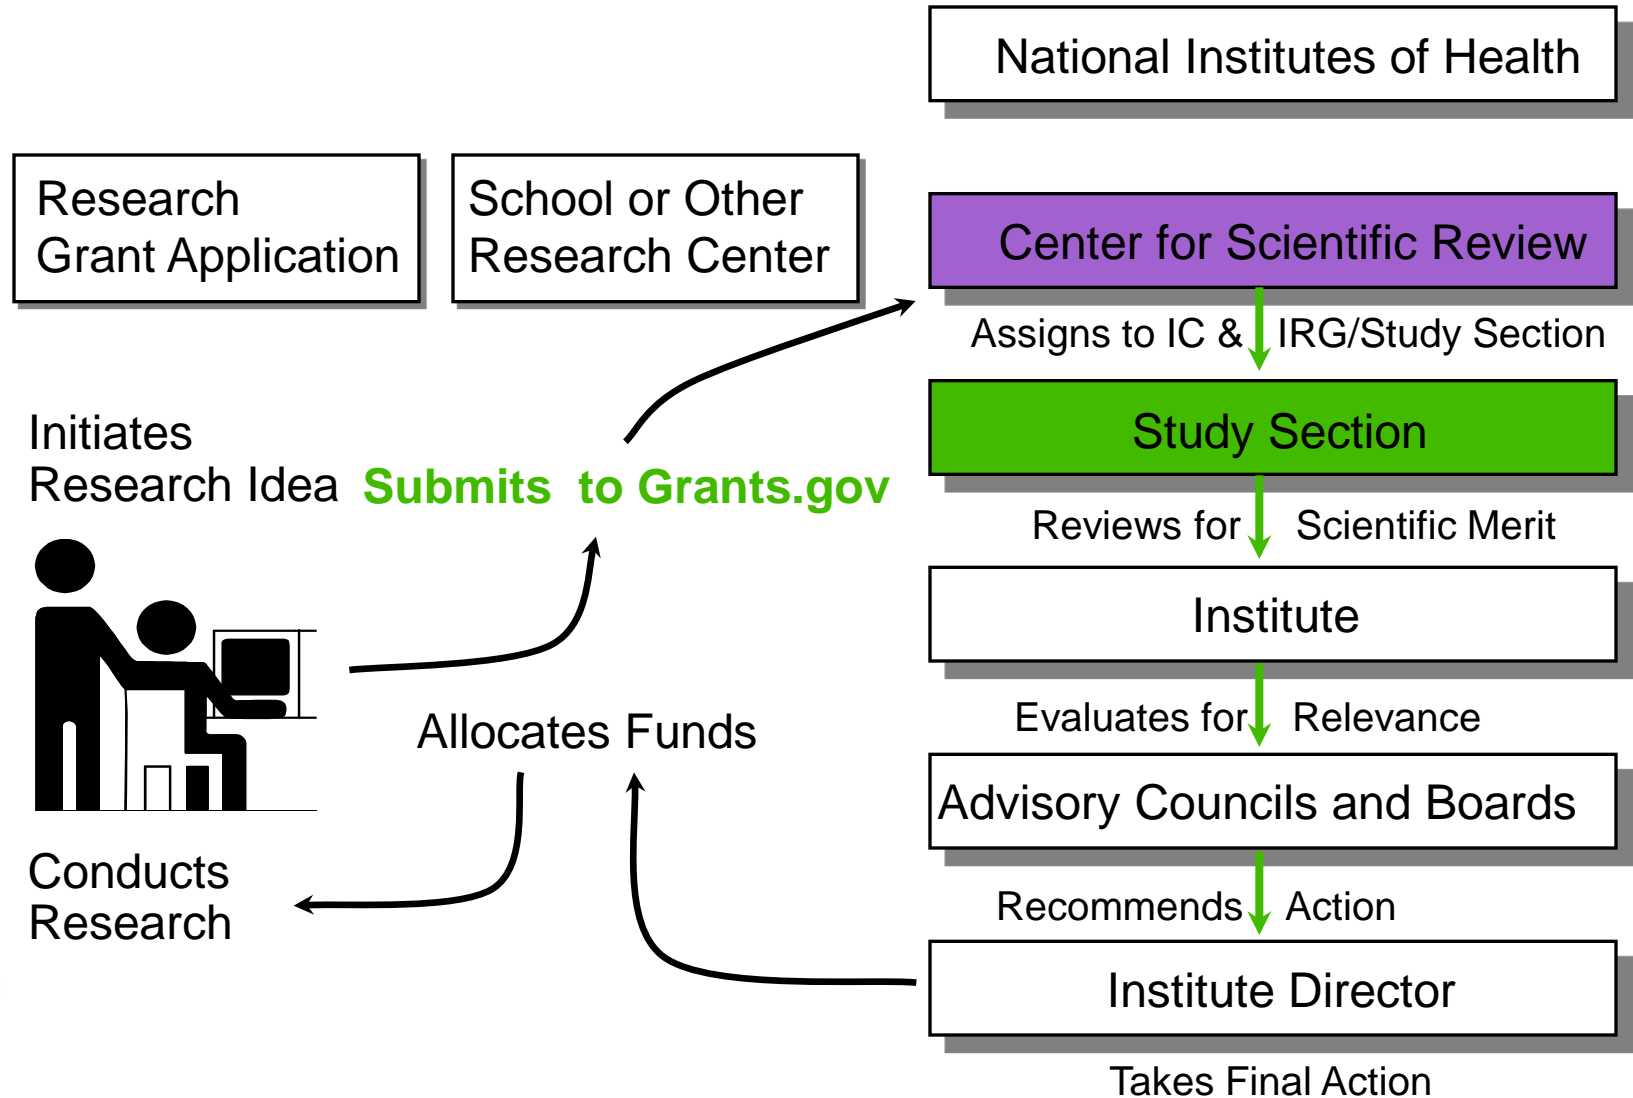 National Institutes of Health
Research
Grant Application
School or Other
Research Center
Center for Scientific Review
Assigns to IC & IRG/Study Section
Study Section
Initiates
Research Idea
Submits to Grants.gov
Reviews for Scientific Merit
Institute
Evaluates for Relevance
Allocates Funds
Advisory Councils and Boards
Conducts
Research
Recommends Action
Institute Director
Takes Final Action